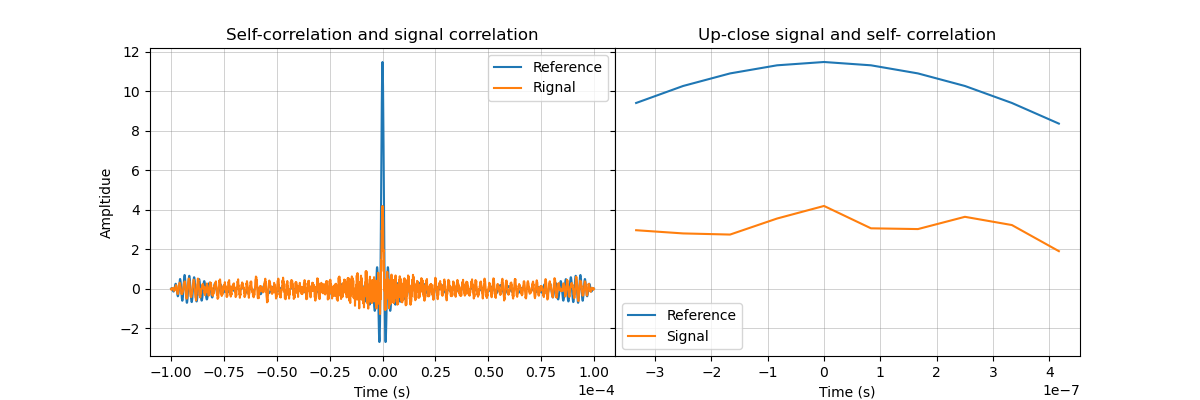 Self-correlation and signal correlation
Up-close signal and self- correlation
Ampltidue
12
10
8
6
4
2
0
−2
Reference
Rignal
Reference
Signal
−1.00 −0.75 −0.50 −0.25 0.00 0.25 0.50 0.75 1.00
1e−4
Time (s)
−3 −2 −1 0 1 2 3 4
1e−7
Time (s)